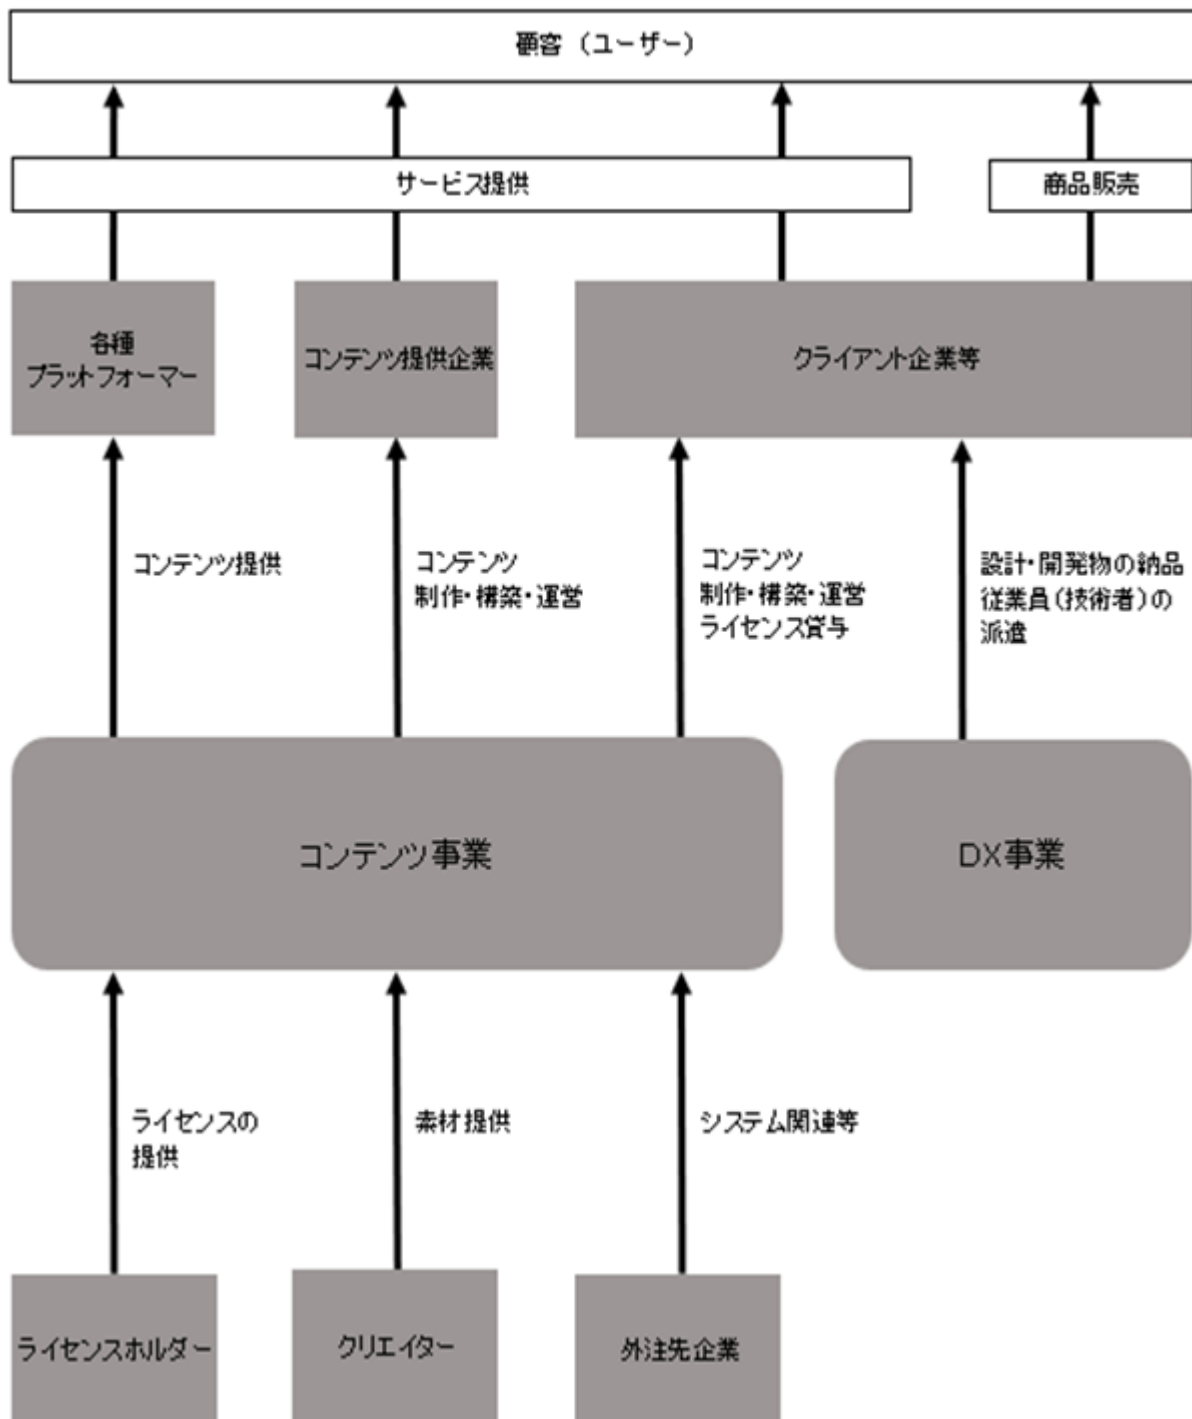 顧客（ユーザー）
サービス提供
商品販売
各種
プラットフォーマー
コンテンツ提供企業
クライアント企業等
コンテンツ提供
コンテンツ
制作・構築・運営
コンテンツ
制作・構築・運営
ライセンス貸与
設計・開発物の納品
従業員(技術者)の
派遣
コンテンツ事業
DX事業
ライセンスの
提供
素材提供
システム関連等
ライセンスホルダー
クリエイター
外注先企業